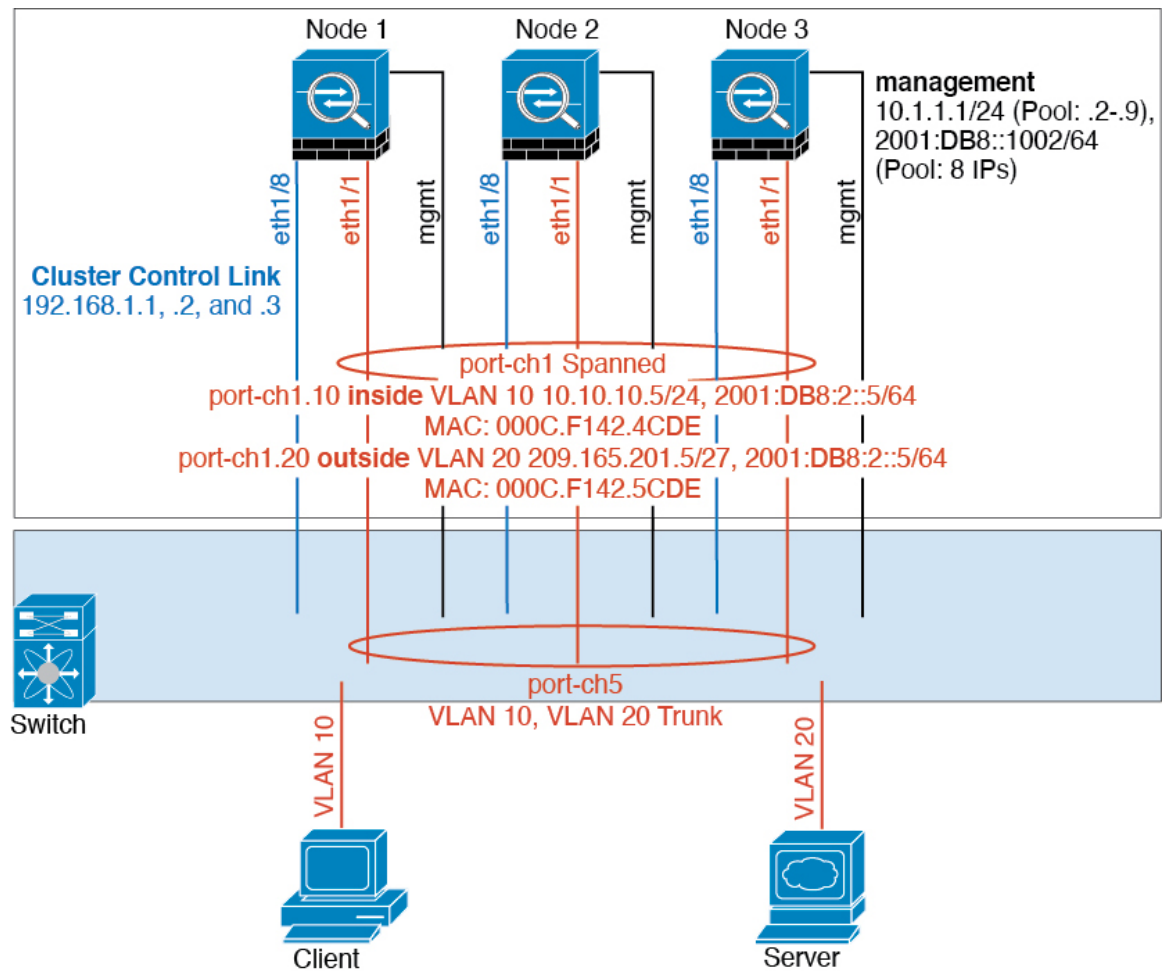 Node 1
Node 2
Node 3
management
10.1.1.1/24 (Pool: .2-.9),
2001:DB8::1002/64
(Pool: 8 IPs)
eth1/8
eth1/1
mgmt
eth1/8
eth1/1
mgmt
eth1/8
eth1/1
mgmt
Cluster Control Link
192.168.1.1, .2, and .3
port-ch1 Spanned
port-ch1.10 inside VLAN 10 10.10.10.5/24, 2001:DB8:2::5/64
MAC: 000C.F142.4CDE
port-ch1.20 outside VLAN 20 209.165.201.5/27, 2001:DB8:2::5/64
MAC: 000C.F142.5CDE
Switch
port-ch5
VLAN 10, VLAN 20 Trunk
VLAN 10
VLAN 20
Client
Server